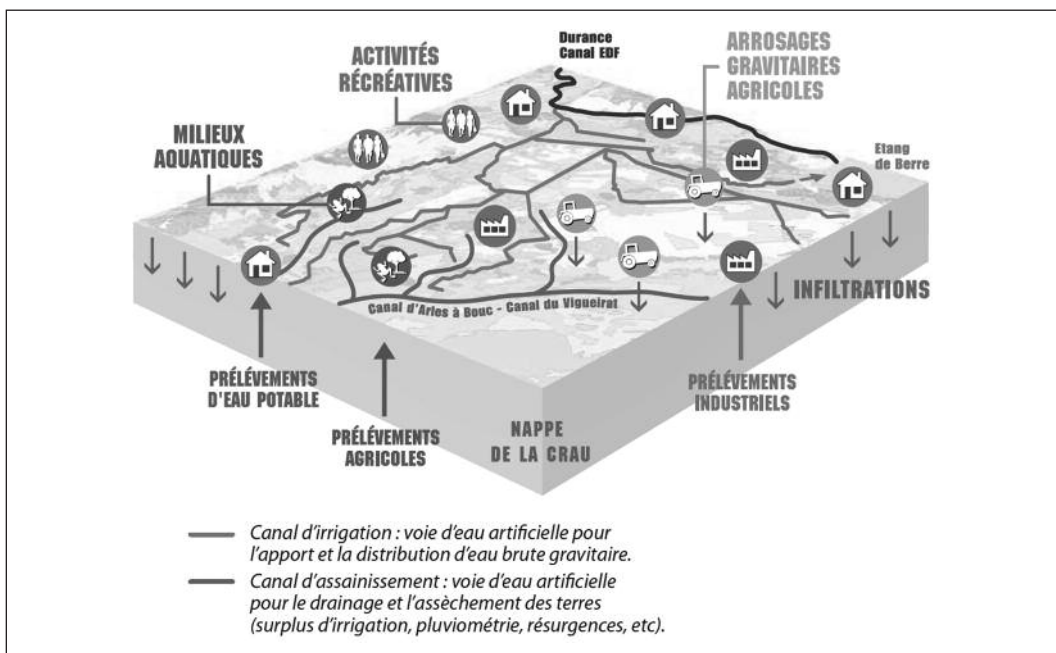 Durance
Canal EDF
ACTIVITÉS
RÉCRÉATIVES
ARROSAGES
GRAVITAIRES
AGRICOLES
MILIEUX
AQUATIQUES
Etang
de Berre
INFILTRATIONS
Canal d'Arles à Bouc - Canal du Vigueirat
PRÉLÉVEMENTS
D'EAU POTABLE
PRÉLÉVEMENTS
AGRICOLES
PRÉLÉVEMENTS
INDUSTRIELS
NAPPE
DE LA CRAU
Canal d'irrigation : voie d'eau artificielle pour
l'apport et la distribution d'eau brute gravitaire.
Canal d'assainissement : voie d'eau artificielle
pour le drainage et l'assèchement des terres
(surplus d'irrigation, pluviométrie, résurgences, etc).